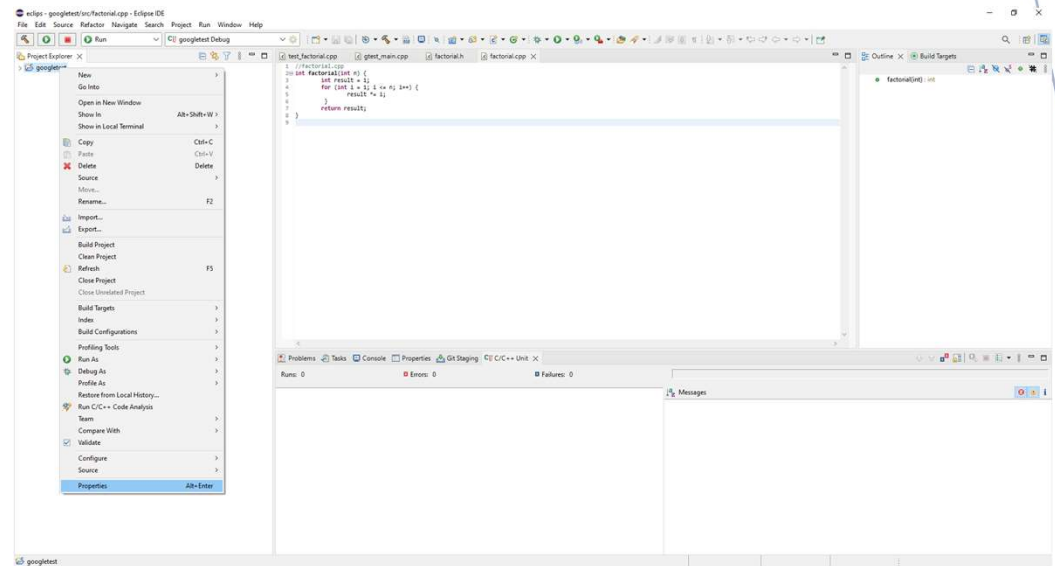 eclips - googletest/src/factorial.cpp - Eclipse IDE
File Edit Source Refactor Navigate Search Project Run Window Help
Run googletest Debug
Project Explorer
test_factorial.cpp gtest_main.cpp factorial.h factorial.cpp
Outline Build Targets
New
Go Into
Open in New Window
Show In Alt+Shift+W >
Show in Local Terminal
Copy Ctrl+C
Paste Ctrl+V
Delete Delete
Source
Move...
Rename... F2
Import...
Export...
Build Project
Clean Project
Refresh F5
Close Project
Close Unrelated Project
Build Targets
Index
Build Configurations
Profiling Tools
Run As
Debug As
Profile As
Restore from Local History...
Run C/C++ Code Analysis
Team
Compare With
Validate
Configure
Source
Properties Alt+Enter
1 //factorial.cpp
int factorial(int n) {
3 int result = 1;
4 for (int i = 1; i <= n; i++) {
5 result *= i;
6 }
7 return result;
8 }
9
factorial(int) : int
Problems Tasks Console Properties Git Staging C/C++ Unit
Runs: 0 Errors: 0 Failures: 0
Messages
googletest